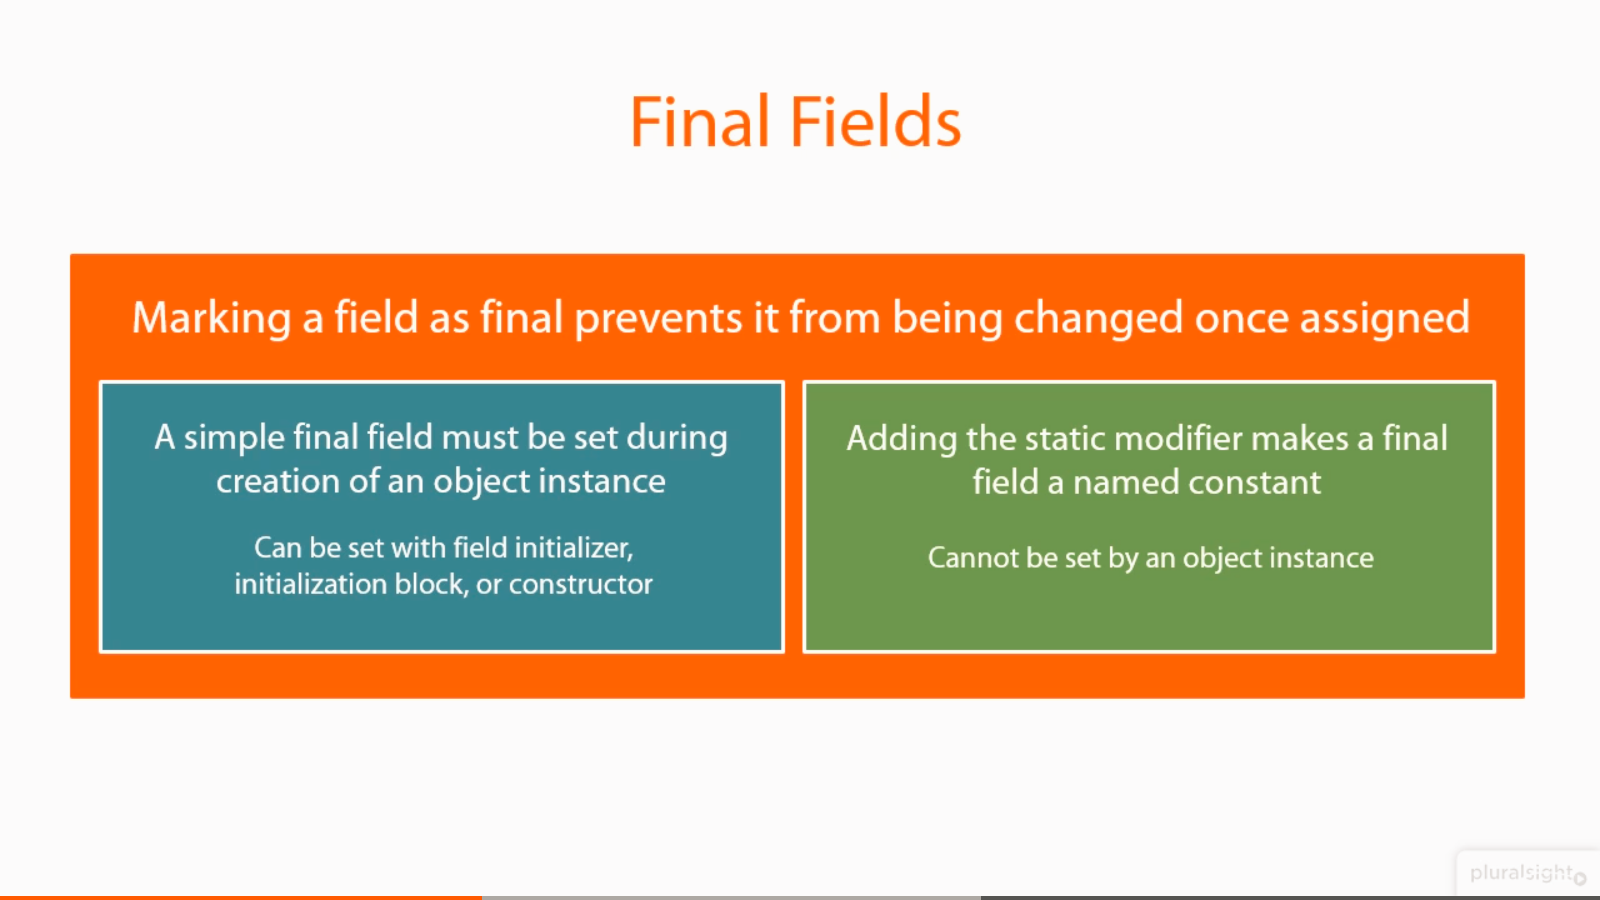 Final Fields
Marking a field as final prevents it from being changed once assigned
A simple final field must be set during
creation of an object instance
Can be set with field initializer,
initialization block, or constructor
Adding the static modifier makes a final
field a named constant
Cannot be set by an object instance
pluralsight